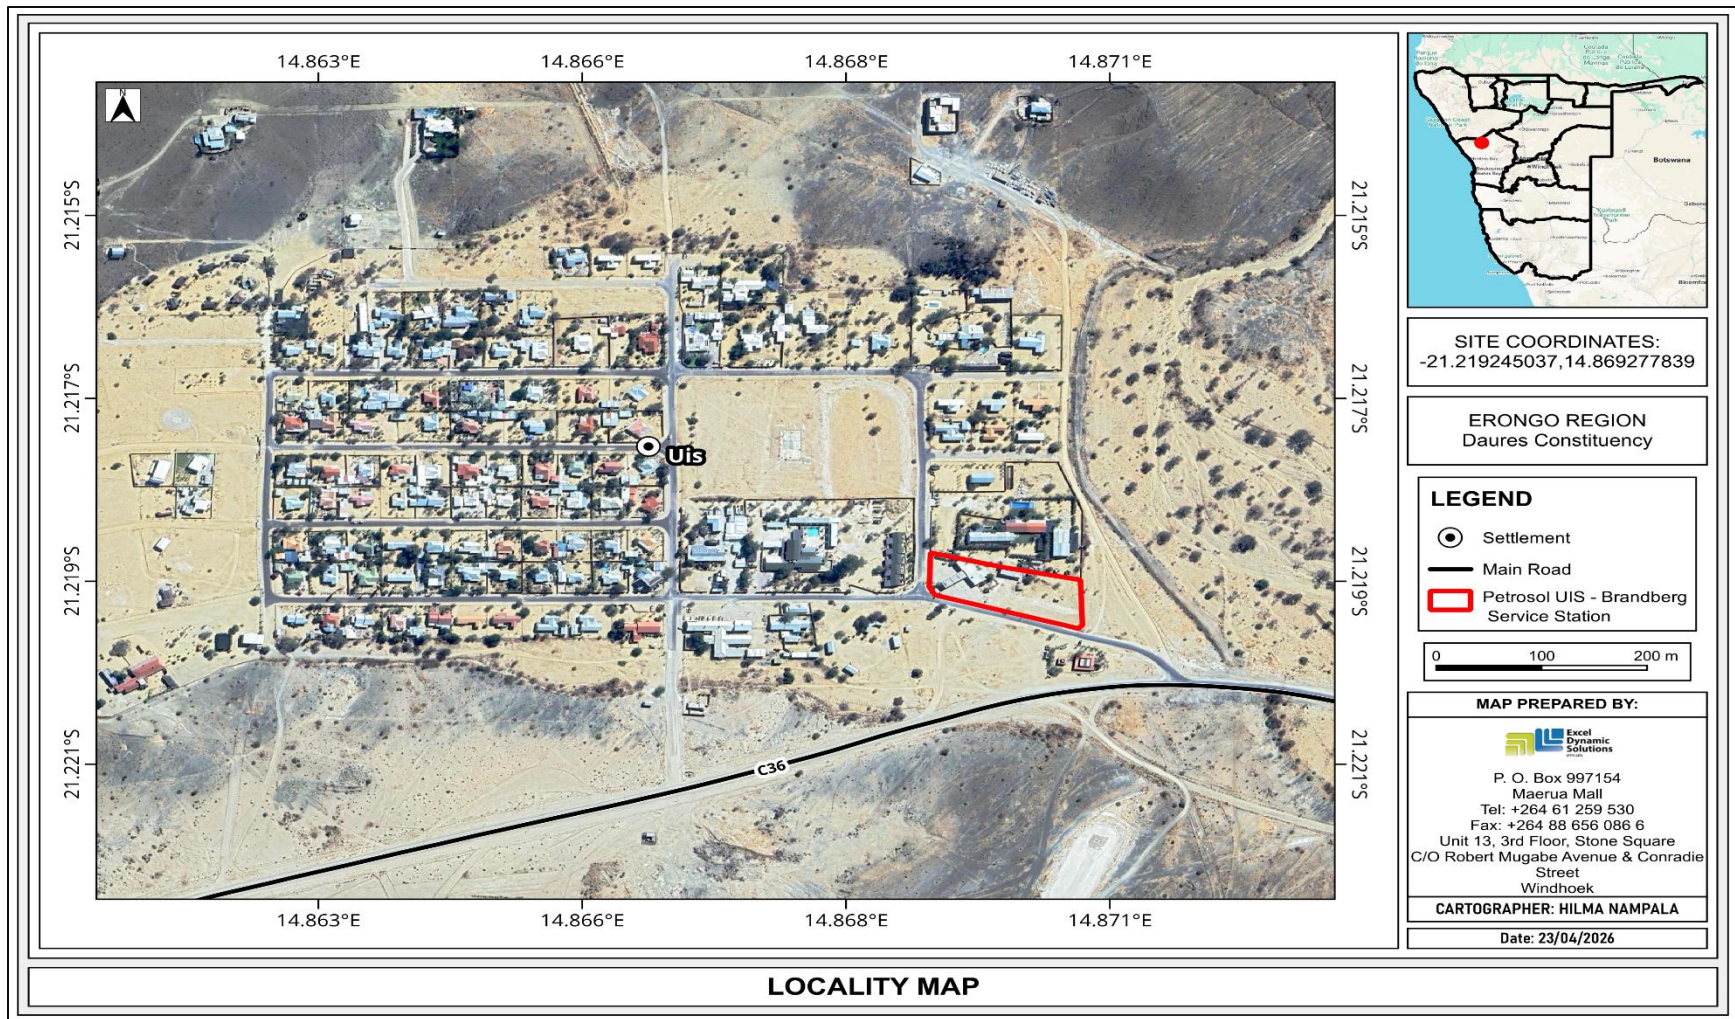 14.863°E
14.866°E
14.868°E
14.871°E
N
21.215°S
21.217°S
21.219°S
21.221°S
21.215°S
21.217°S
21.219°S
21.221°S
Uis
C36
14.863°E
14.866°E
14.868°E
14.871°E
Botswana
Windhoek
SITE COORDINATES:
-21.219245037,14.869277839
ERONGO REGION
Daures Constituency
LEGEND
Settlement
Main Road
Petrosol UIS - Brandberg
Service Station
0 100 200 m
MAP PREPARED BY:
Excel
Dynamic
Solutions
P. O. Box 997154
Maerua Mall
Tel: +264 61 259 530
Fax: +264 88 656 086 6
Unit 13, 3rd Floor, Stone Square
C/O Robert Mugabe Avenue & Conradie
Street
Windhoek
CARTOGRAPHER: HILMA NAMPALA
Date: 23/04/2026
LOCALITY MAP